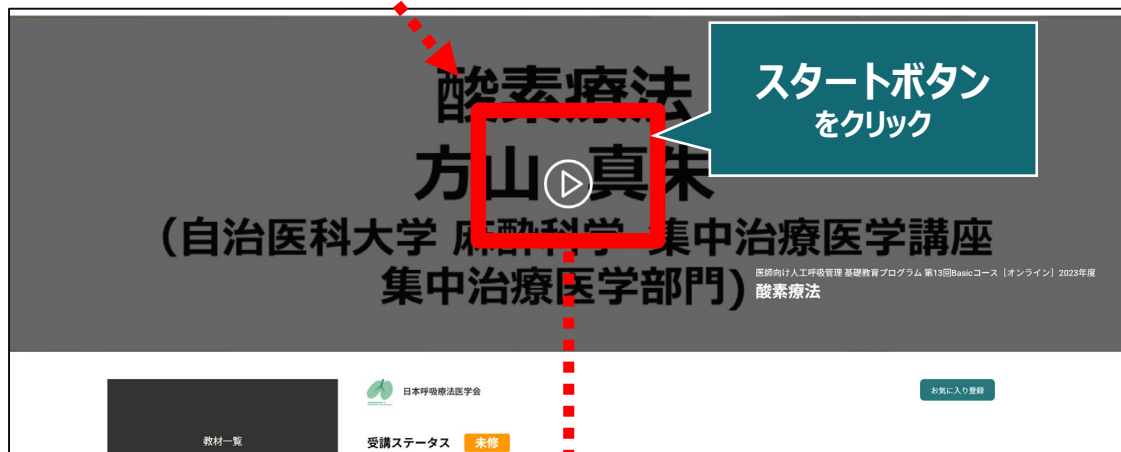 酸素療法
方山 真朱
(自治医科大学 麻酔科学 集中治療医学講座
集中治療医学部門)
スタートボタン
をクリック
医師向け人工呼吸管理 基礎教育プログラム 第13回Basicコース［オンライン］2023年度
酸素療法
日本呼吸療法医学会
お気に入り登録
教材一覧
受講ステータス 未修